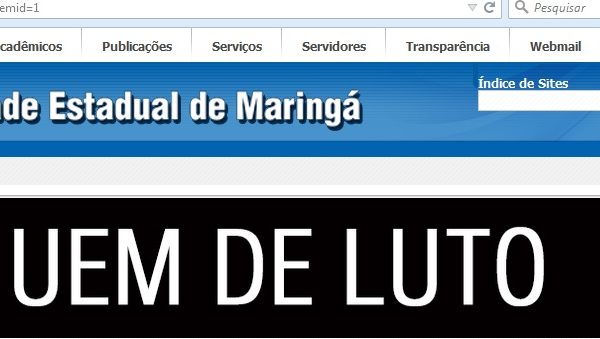 emid=1
Pesquisar
cadêmicos Publicações Serviços Servidores Transparência Webmail
Índice de Sites
de Estadual de Maringá
UEM DE LUTO